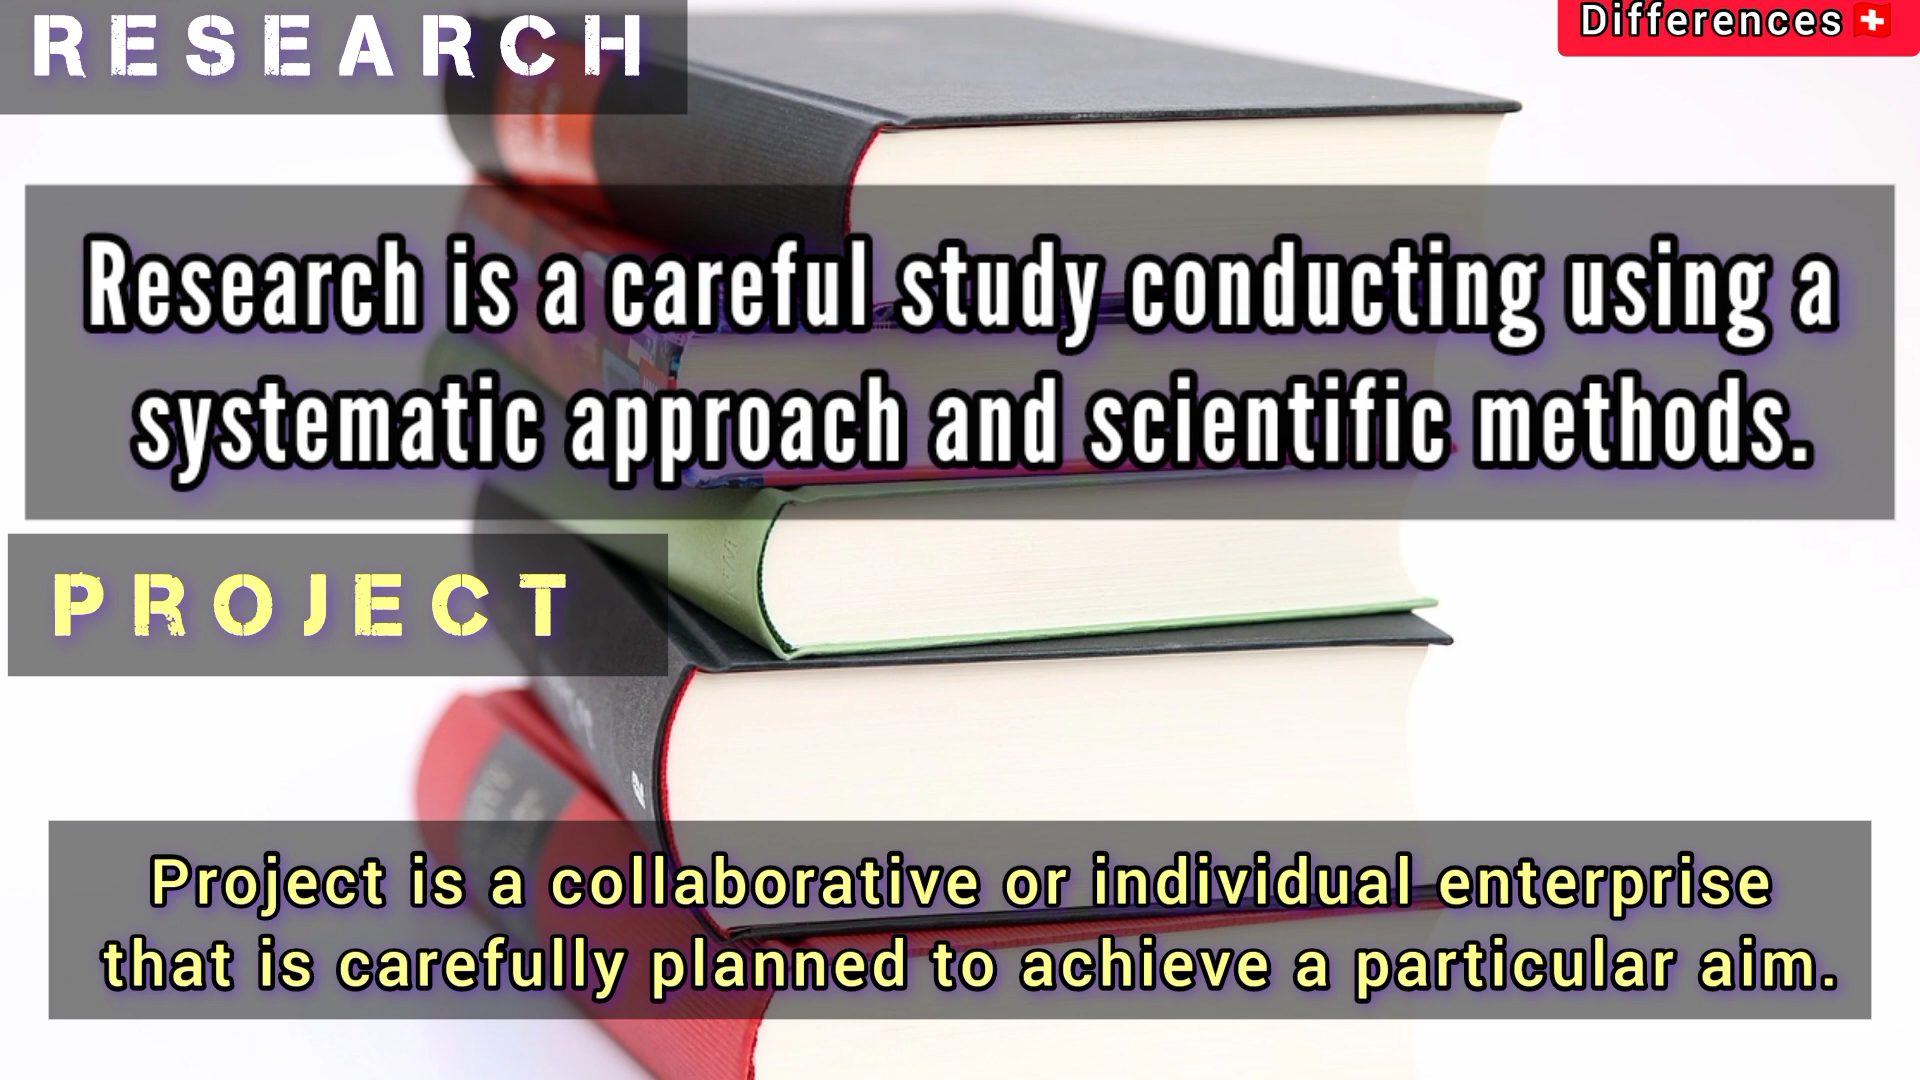 RESEARCH
Differences🇨🇭
Research is a careful study conducting using a
systematic approach and scientific methods.
PROJECT
Project is a collaborative or individual enterprise
that is carefully planned to achieve a particular aim.